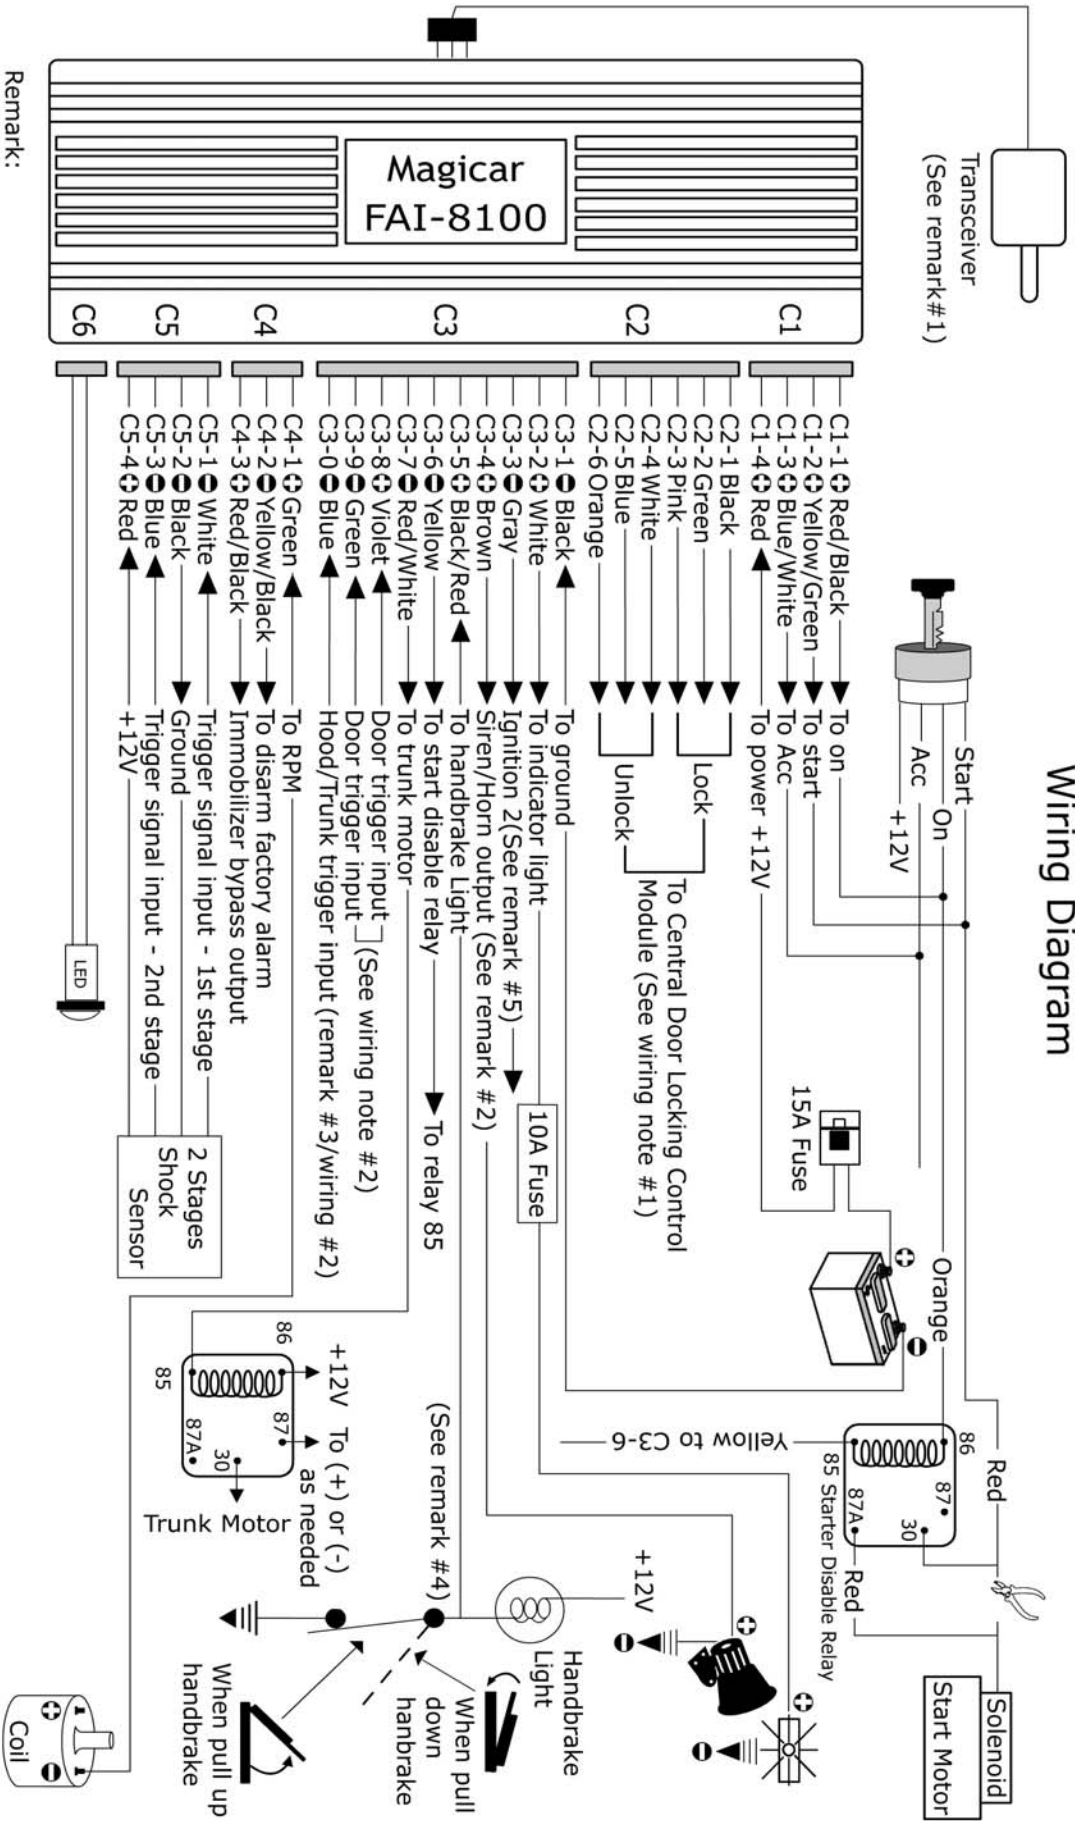 Wiring Diagram
Transceiver
(See remark#1)
Magicar
FAI-8100
C1
C2
C3
C4
C5
C6
Start
On
Acc
+12V
Orange
Red
86
87
30
85
87A
Starter Disable Relay
Red
Yellow to C3-6
Solenoid
Start Motor
15A Fuse
C1-1 Red/Black To on
C1-2 Yellow/Green To start
C1-3 Blue/White To Acc
C1-4 Red To power +12V
C2-1 Black
C2-2 Green
C2-3 Pink
C2-4 White
C2-5 Blue
C2-6 Orange
Lock
Unlock
To Central Door Locking Control
Module (See wiring note #1)
C3-1 Black To ground
C3-2 White To indicator light
10A Fuse
C3-3 Gray Ignition 2(See remark #5)
C3-4 Brown Siren/Horn output (See remark #2)
C3-5 Black/Red To handbrake Light
C3-6 Yellow To start disable relay To relay 85
C3-7 Red/White To trunk motor
C3-8 Violet Door trigger input
C3-9 Green Door trigger input
(See wiring note #2)
C3-0 Blue Hood/Trunk trigger input (remark #3/wiring #2)
C4-1 Green To RPM
C4-2 Yellow/Black To disarm factory alarm
C4-3 Red/Black Immobilizer bypass output
C5-1 White Trigger signal input - 1st stage
C5-2 Black Ground
C5-3 Blue Trigger signal input - 2nd stage
C5-4 Red +12V
2 Stages
Shock
Sensor
LED
+12V
Handbrake
Light
(See remark #4)
When pull
down
hanbrake
When pull up
handbrake
86
+12V
87
To (+) or (-)
as needed
85
87A
30
Trunk Motor
Coil
Remark: